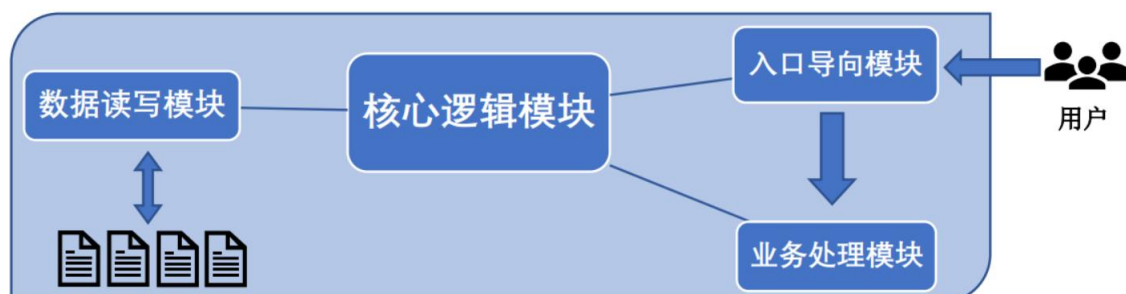 数据读写模块
核心逻辑模块
入口导向模块
用户
业务处理模块